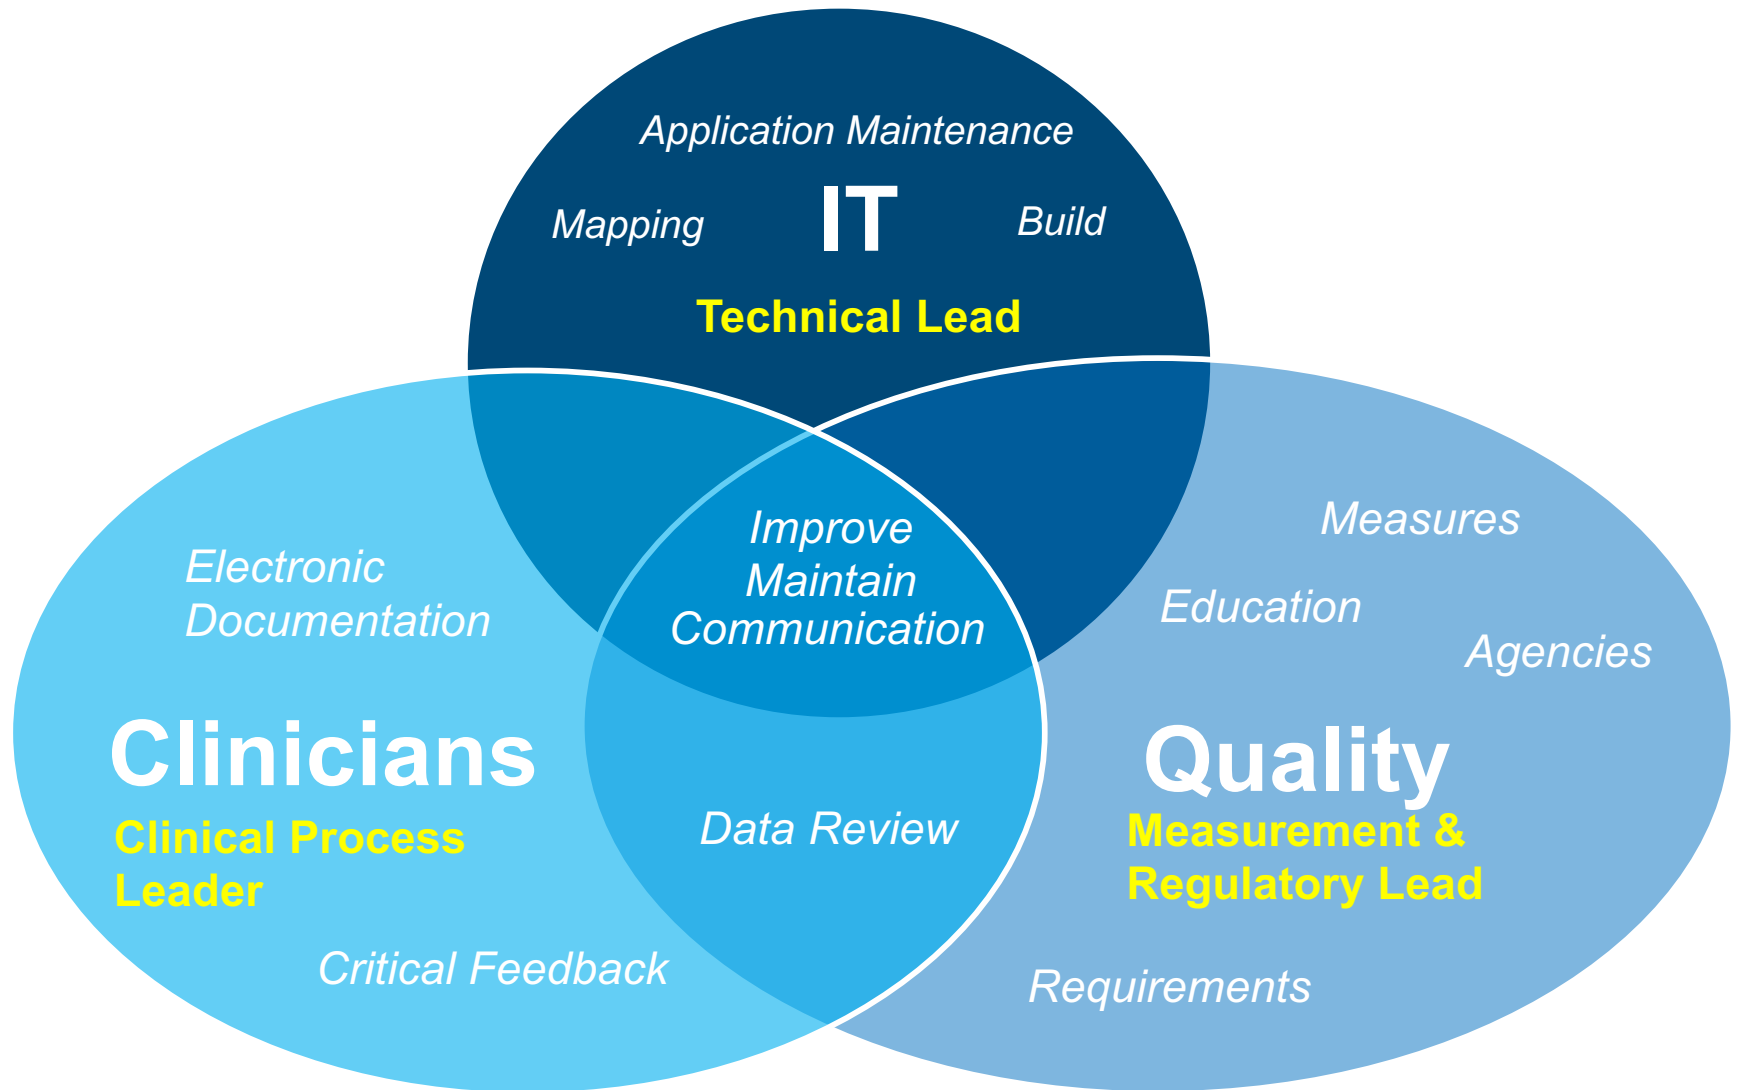 Application Maintenance
Mapping
IT
Build
Technical Lead
Improve
Maintain
Communication
Electronic
Documentation
Clinicians
Clinical Process
Leader
Critical Feedback
Data Review
Measures
Education
Agencies
Quality
Measurement &
Regulatory Lead
Requirements